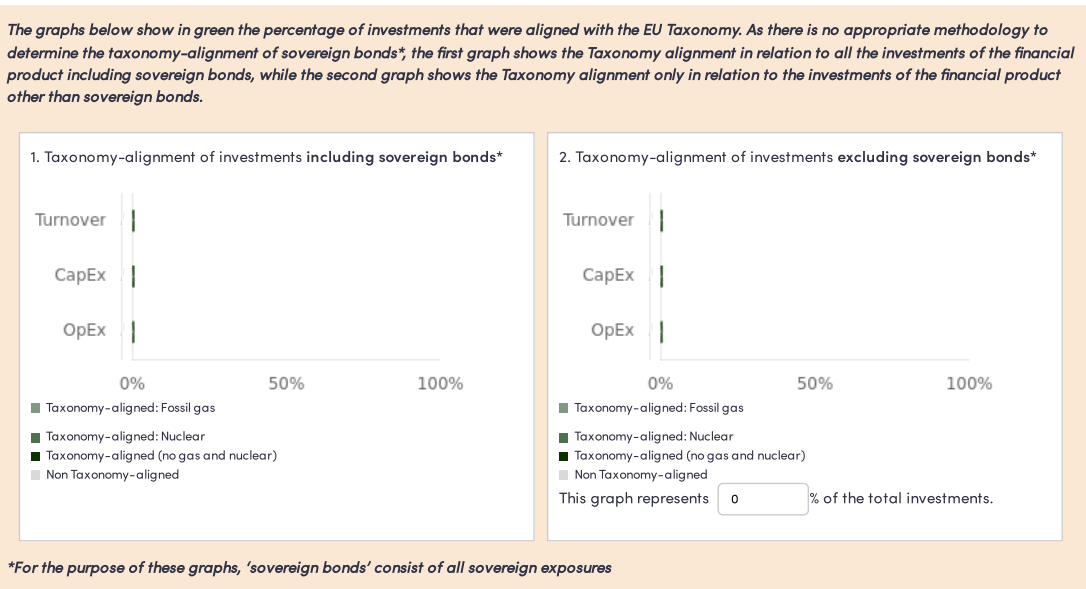 The graphs below show in green the percentage of investments that were aligned with the EU Taxonomy. As there is no appropriate methodology to
determine the taxonomy-alignment of sovereign bonds*, the first graph shows the Taxonomy alignment in relation to all the investments of the financial
product including sovereign bonds, while the second graph shows the Taxonomy alignment only in relation to the investments of the financial product
other than sovereign bonds.
1. Taxonomy-alignment of investments including sovereign bonds*
Turnover
CapEx
OpEx
0% 50% 100%
Taxonomy-aligned: Fossil gas
Taxonomy-aligned: Nuclear
Taxonomy-aligned (no gas and nuclear)
Non Taxonomy-aligned
2. Taxonomy-alignment of investments excluding sovereign bonds*
Turnover
CapEx
OpEx
0% 50% 100%
Taxonomy-aligned: Fossil gas
Taxonomy-aligned: Nuclear
Taxonomy-aligned (no gas and nuclear)
Non Taxonomy-aligned
This graph represents 0 % of the total investments.
*For the purpose of these graphs, ‘sovereign bonds’ consist of all sovereign exposures